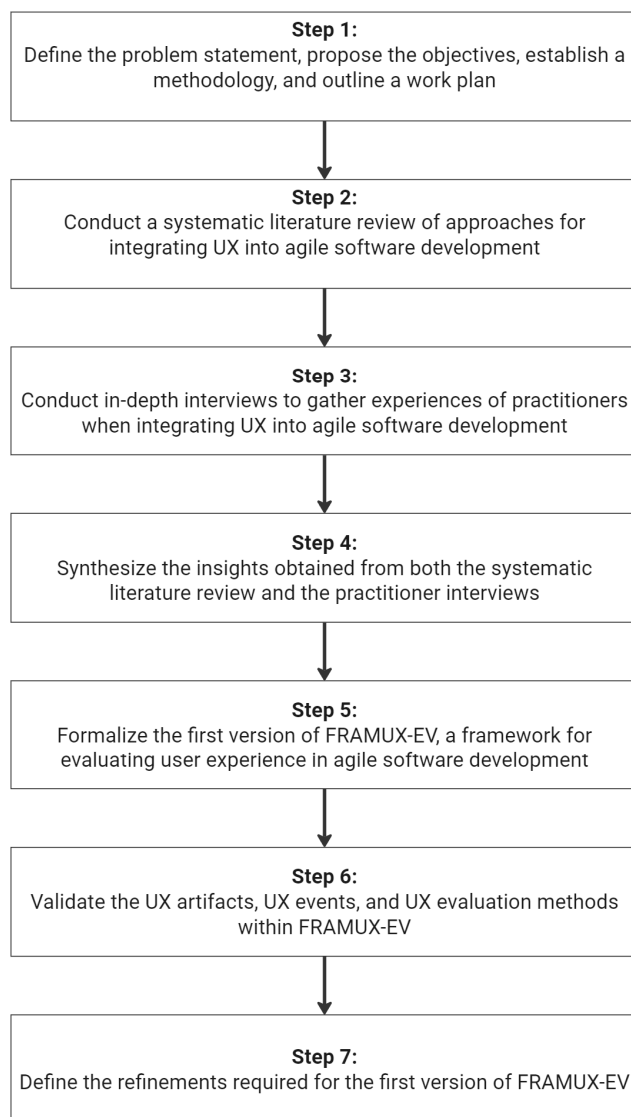 Step 1:
Define the problem statement, propose the objectives, establish a
methodology, and outline a work plan
Step 2:
Conduct a systematic literature review of approaches for
integrating UX into agile software development
Step 3:
Conduct in-depth interviews to gather experiences of practitioners
when integrating UX into agile software development
Step 4:
Synthesize the insights obtained from both the systematic
literature review and the practitioner interviews
Step 5:
Formalize the first version of FRAMUX-EV, a framework for
evaluating user experience in agile software development
Step 6:
Validate the UX artifacts, UX events, and UX evaluation methods
within FRAMUX-EV
Step 7:
Define the refinements required for the first version of FRAMUX-EV